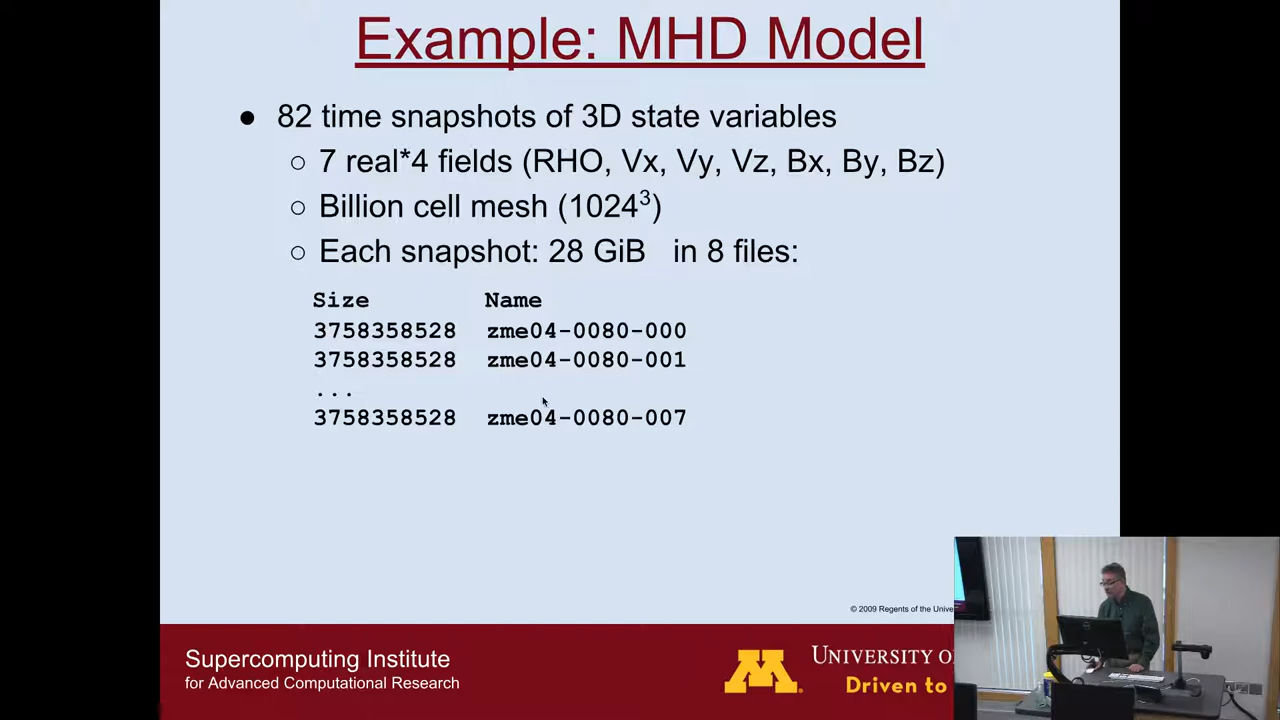 Example: MHD Model
● 82 time snapshots of 3D state variables
○ 7 real*4 fields (RHO, Vx, Vy, Vz, Bx, By, Bz)
○ Billion cell mesh (1024³)
○ Each snapshot: 28 GiB in 8 files:
Size Name
3758358528 zme04-0080-000
3758358528 zme04-0080-001
...
3758358528 zme04-0080-007
© 2009 Regents of the
Supercomputing Institute
for Advanced Computational Research
M
UNIVERSITY
Driven to